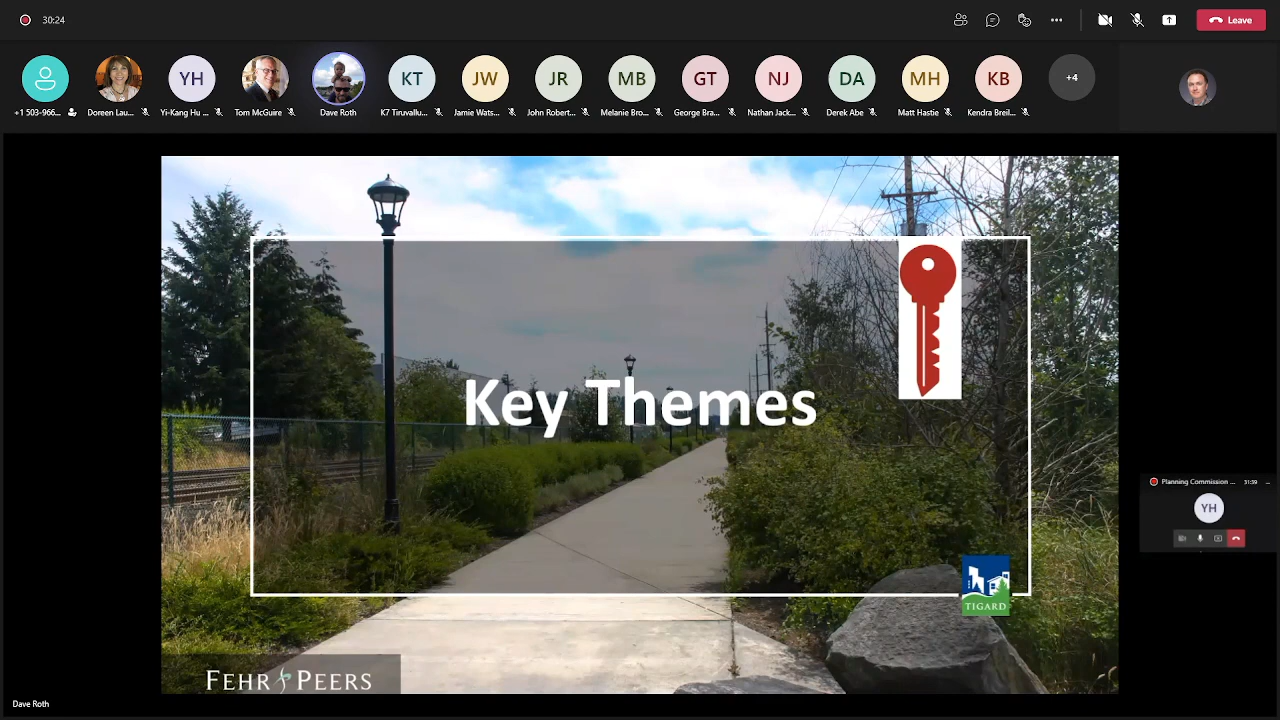 30:24
Leave
YH
KT
JW
JR
MB
GT
NJ
DA
MH
KB
+4
+1 503-966...
Doreen Lau...
Yi-Kang Hu ...
Tom McGuire
Dave Roth
K7 Tiruvallu...
Jamie Wats...
John Robert...
Melanie Bro...
George Bra...
Nathan Jack...
Derek Abe
Matt Hastie
Kendra Breil...
Key Themes
Planning Commission ...
31:39
YH
TIGARD
FEHR PEERS
Dave Roth